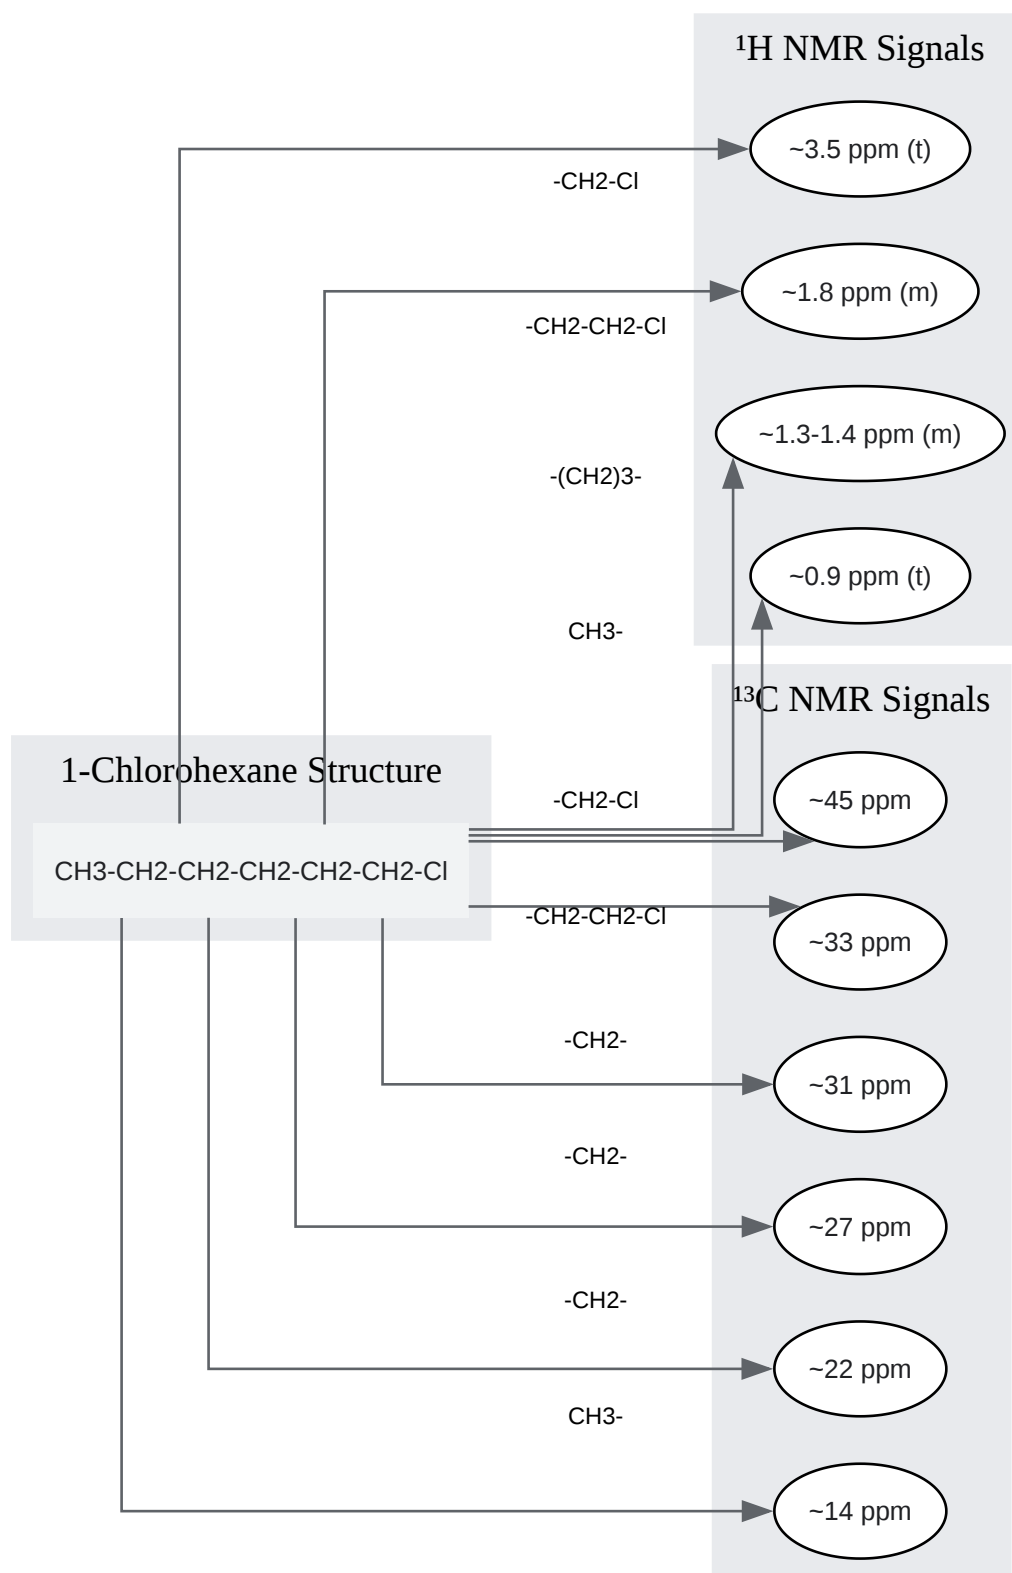 ¹H NMR Signals
~3.5 ppm (t)
-CH2-Cl
~1.8 ppm (m)
-CH2-CH2-Cl
~1.3-1.4 ppm (m)
-(CH2)3-
~0.9 ppm (t)
CH3-
¹³C NMR Signals
1-Chlorohexane Structure
-CH2-Cl
~45 ppm
CH3-CH2-CH2-CH2-CH2-CH2-Cl
-CH2-CH2-Cl
~33 ppm
-CH2-
~31 ppm
-CH2-
~27 ppm
-CH2-
~22 ppm
CH3-
~14 ppm